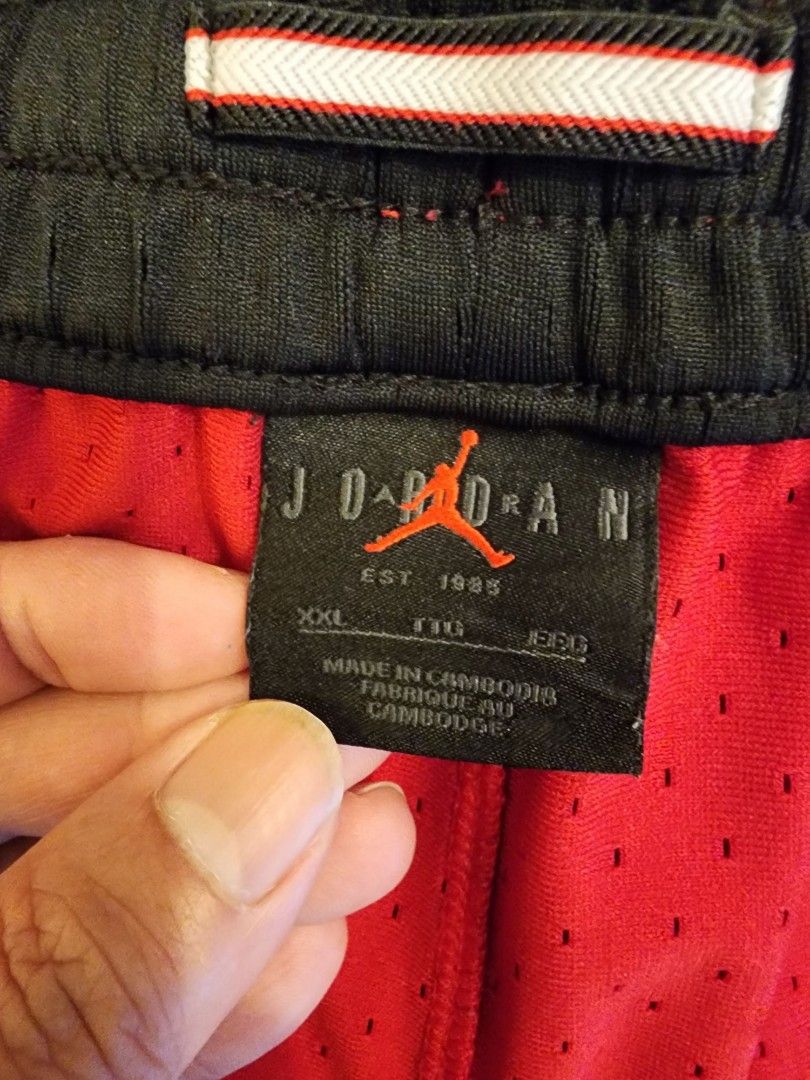 JORDAN
AIR
EST 1985
XXL TTG EEG
MADE IN CAMBODIA
FABRIQUE AU
CAMBODGE